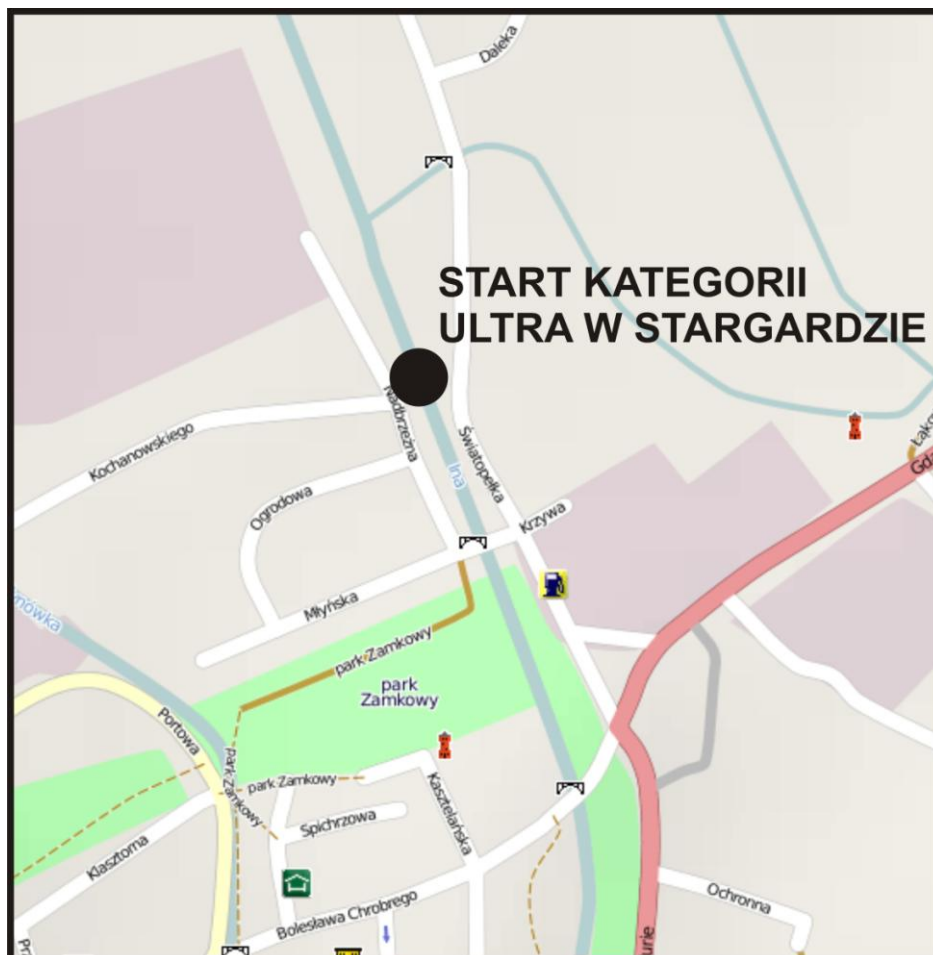 Daleka
START KATEGORII
ULTRA W STARGARDZIE
Nadbrzeżna
Kochanowskiego
Świętopełka
Ina
Ogrodowa
Krzywa
Młyńska
park Zamkowy
park
Zamkowy
Portowa
park Zamkowy
park Zamkowy
Kasztelańska
Spichrzowa
Klasztorna
Ochronna
Bolesława Chrobrego